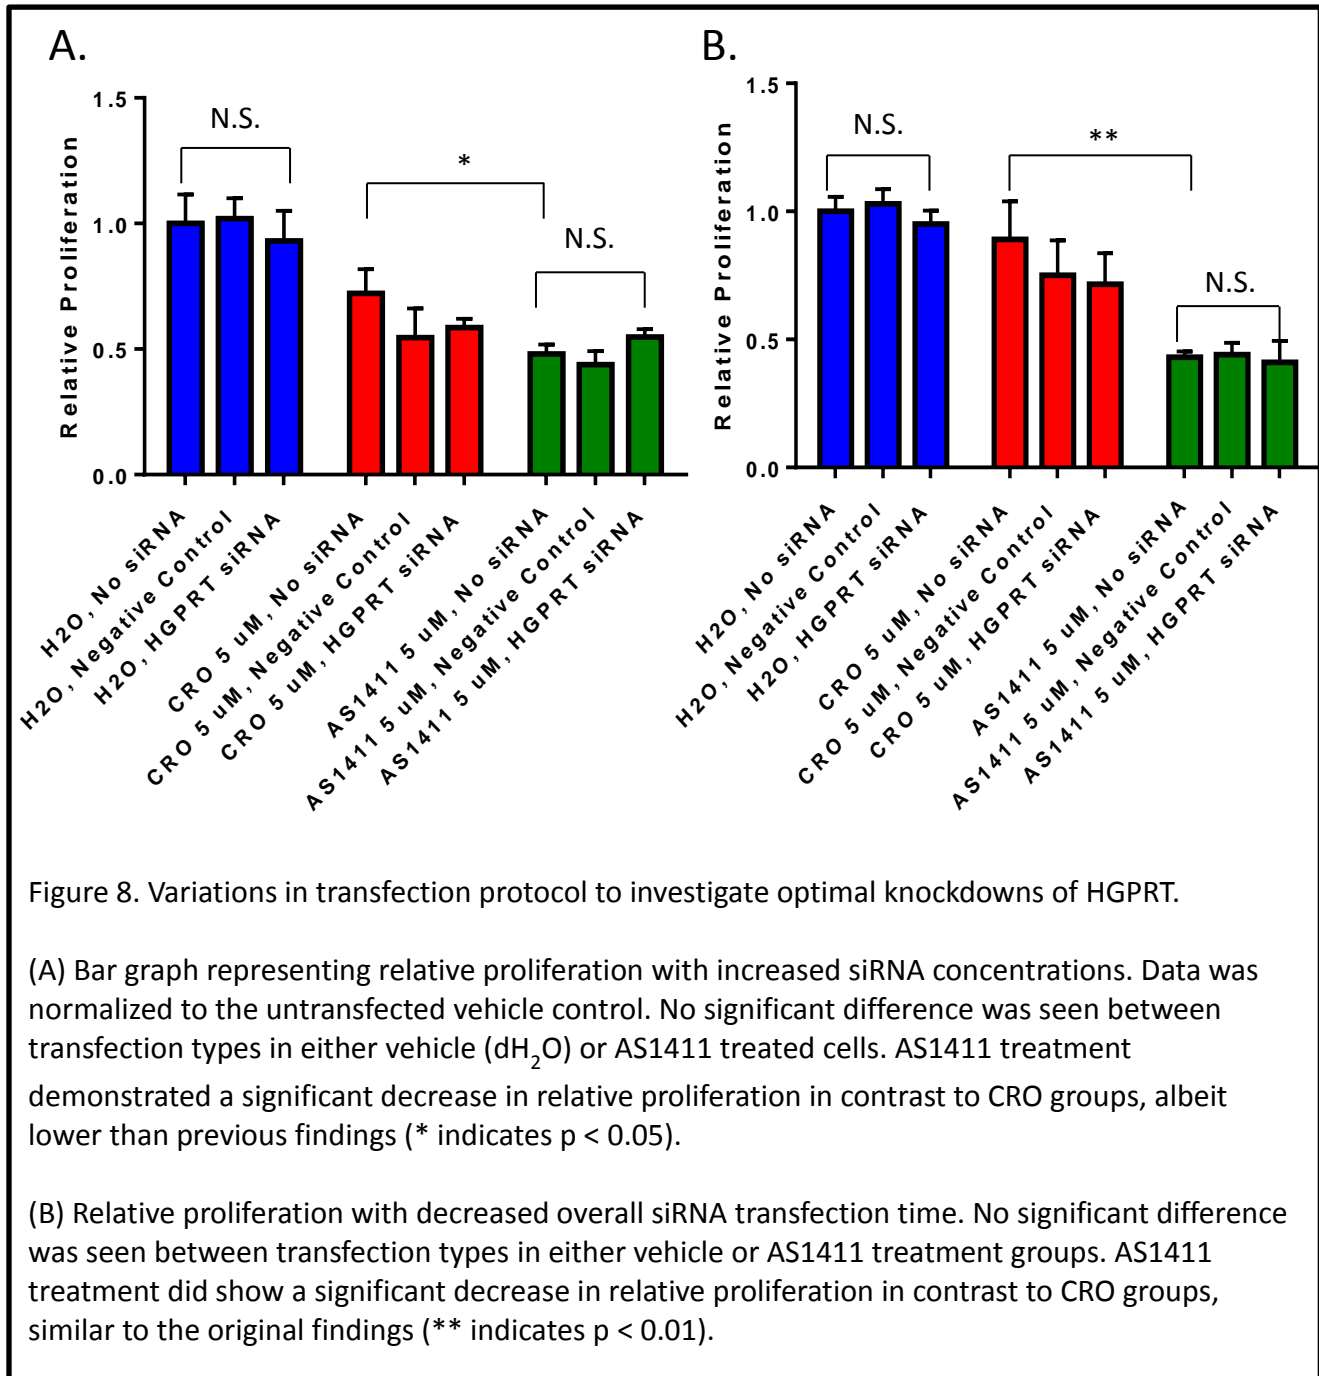 A.
1.5
1.0
0.5
0.0
Relative Proliferation
N.S.
*
N.S.
H2O, No siRNA
H2O, Negative Control
H2O, HGPRT siRNA
CRO 5 uM, No siRNA
CRO 5 uM, Negative Control
CRO 5 uM, HGPRT siRNA
AS1411 5 uM, No siRNA
AS1411 5 uM, Negative Control
AS1411 5 uM, HGPRT siRNA
B.
1.5
1.0
0.5
0.0
Relative Proliferation
N.S.
**
N.S.
H2O, No siRNA
H2O, Negative Control
H2O, HGPRT siRNA
CRO 5 uM, No siRNA
CRO 5 uM, Negative Control
CRO 5 uM, HGPRT siRNA
AS1411 5 uM, No siRNA
AS1411 5 uM, Negative Control
AS1411 5 uM, HGPRT siRNA
Figure 8. Variations in transfection protocol to investigate optimal knockdowns of HGPRT.
(A) Bar graph representing relative proliferation with increased siRNA concentrations. Data was
normalized to the untransfected vehicle control. No significant difference was seen between
transfection types in either vehicle (dH₂O) or AS1411 treated cells. AS1411 treatment
demonstrated a significant decrease in relative proliferation in contrast to CRO groups, albeit
lower than previous findings (* indicates p < 0.05).
(B) Relative proliferation with decreased overall siRNA transfection time. No significant difference
was seen between transfection types in either vehicle or AS1411 treatment groups. AS1411
treatment did show a significant decrease in relative proliferation in contrast to CRO groups,
similar to the original findings (** indicates p < 0.01).